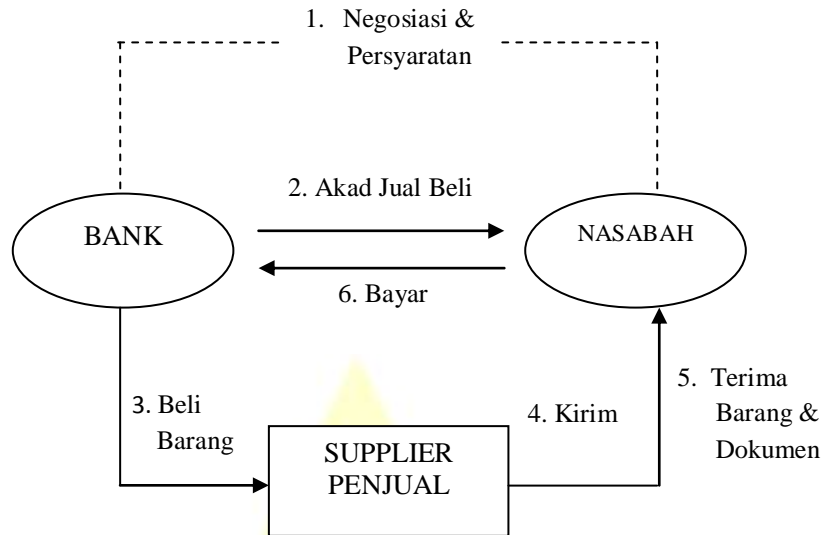 1. Negosiasi &
Persyaratan
2. Akad Jual Beli
BANK
NASABAH
6. Bayar
3. Beli
Barang
SUPPLIER
PENJUAL
4. Kirim
5. Terima
Barang &
Dokumen